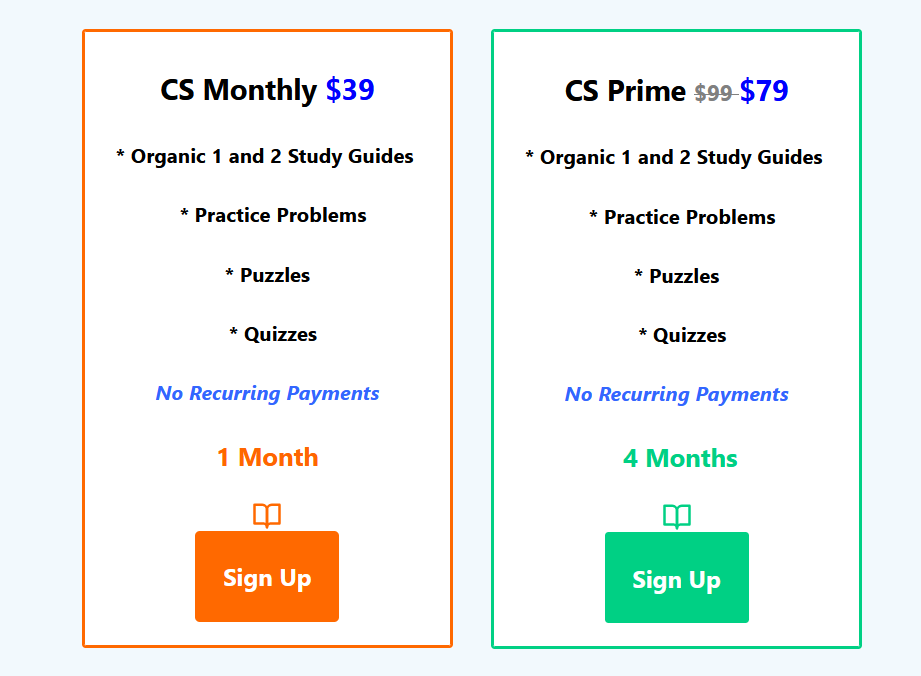 CS Monthly $39
* Organic 1 and 2 Study Guides
* Practice Problems
* Puzzles
* Quizzes
No Recurring Payments
1 Month
Sign Up
CS Prime $99 $79
* Organic 1 and 2 Study Guides
* Practice Problems
* Puzzles
* Quizzes
No Recurring Payments
4 Months
Sign Up